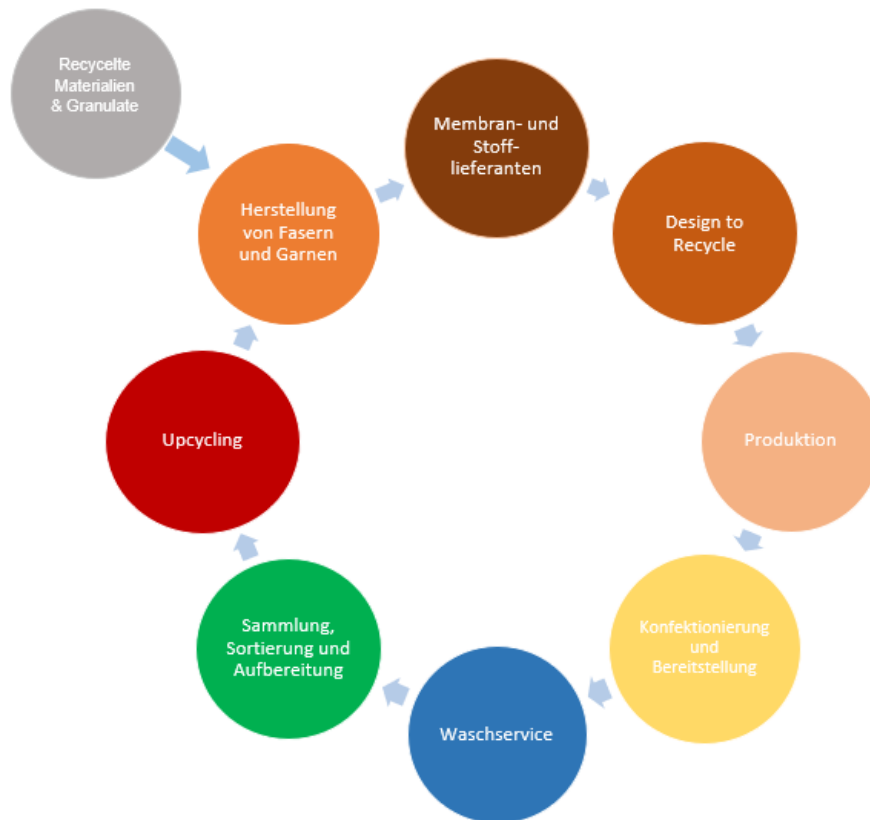 Recycelte
Materialien
& Granulate
Herstellung
von Fasern
und Garnen
Membran- und
Stoff-
lieferanten
Design to
Recycle
Produktion
Konfektionierung
und
Bereitstellung
Waschservice
Sammlung,
Sortierung und
Aufbereitung
Upcycling